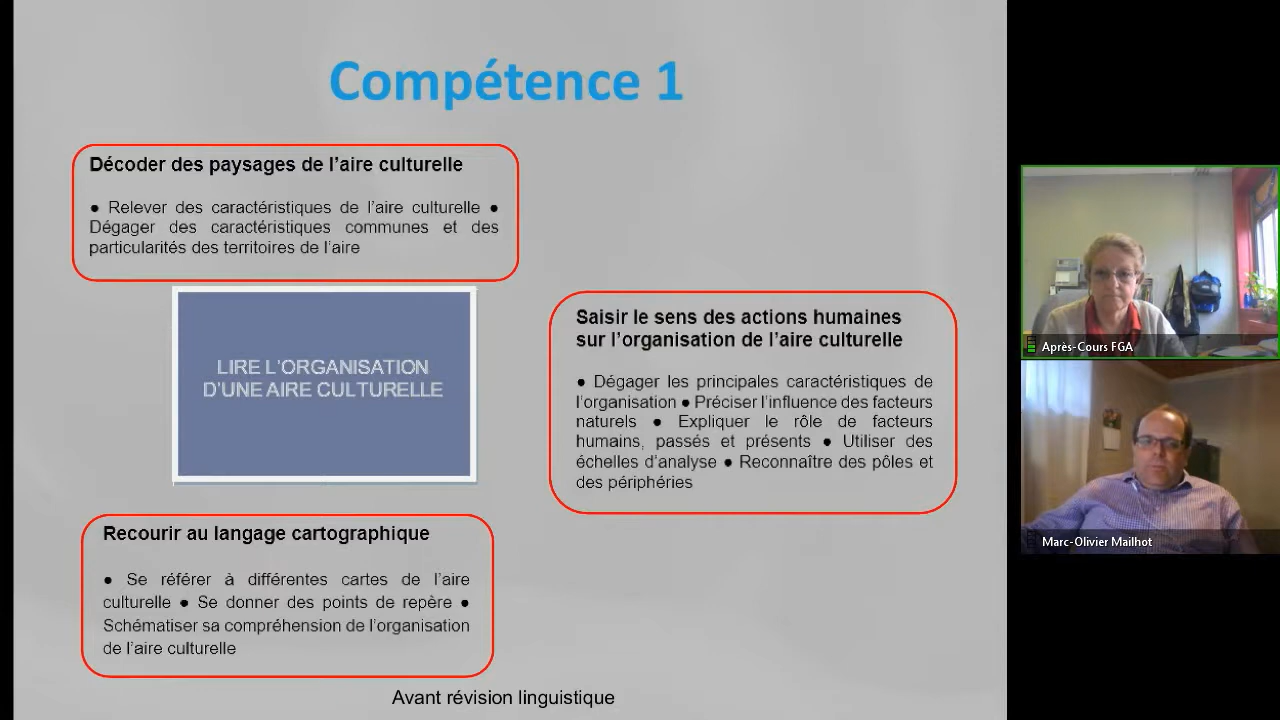 Compétence 1
Décoder des paysages de l'aire culturelle
● Relever des caractéristiques de l'aire culturelle ●
Dégager des caractéristiques communes et des
particularités des territoires de l'aire
LIRE L'ORGANISATION
D'UNE AIRE CULTURELLE
Saisir le sens des actions humaines
sur l'organisation de l'aire culturelle
● Dégager les principales caractéristiques de
l'organisation ● Préciser l'influence des facteurs
naturels ● Expliquer le rôle de facteurs
humains, passés et présents ● Utiliser des
échelles d'analyse ● Reconnaître des pôles et
des périphéries
Recourir au langage cartographique
● Se référer à différentes cartes de l'aire
culturelle ● Se donner des points de repère ●
Schématiser sa compréhension de l'organisation
de l'aire culturelle
Avant révision linguistique
Après-Cours FGA
Marc-Olivier Mailhot